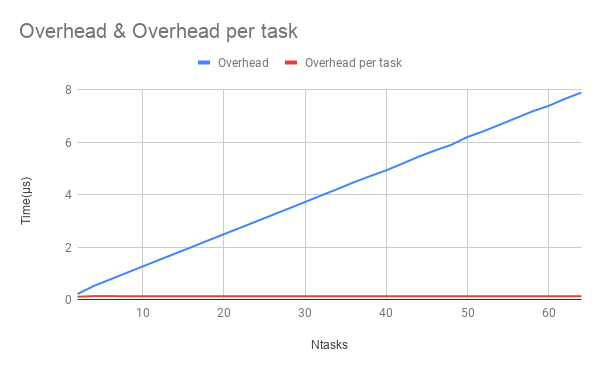 Overhead & Overhead per task
Overhead
Overhead per task
8
6
4
2
0
Time(μs)
10
20
30
40
50
60
Ntasks